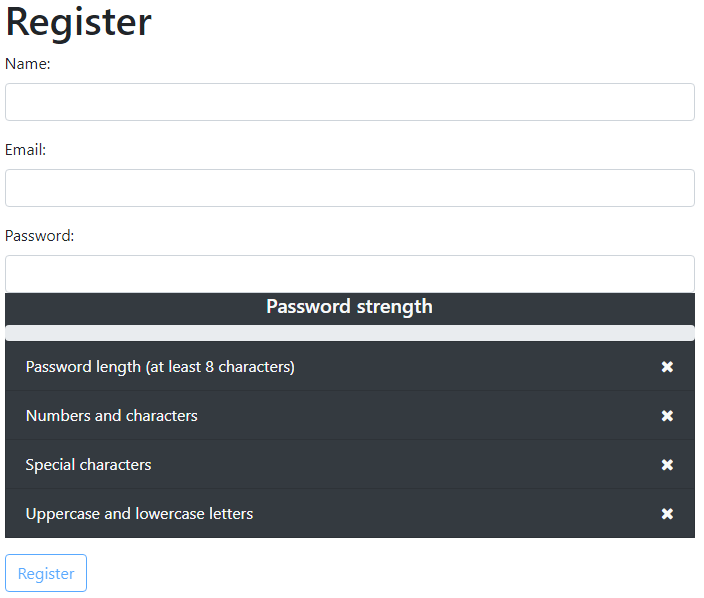 Register
Name:
Email:
Password:
Password strength
Password length (at least 8 characters)
Numbers and characters
Special characters
Uppercase and lowercase letters
Register